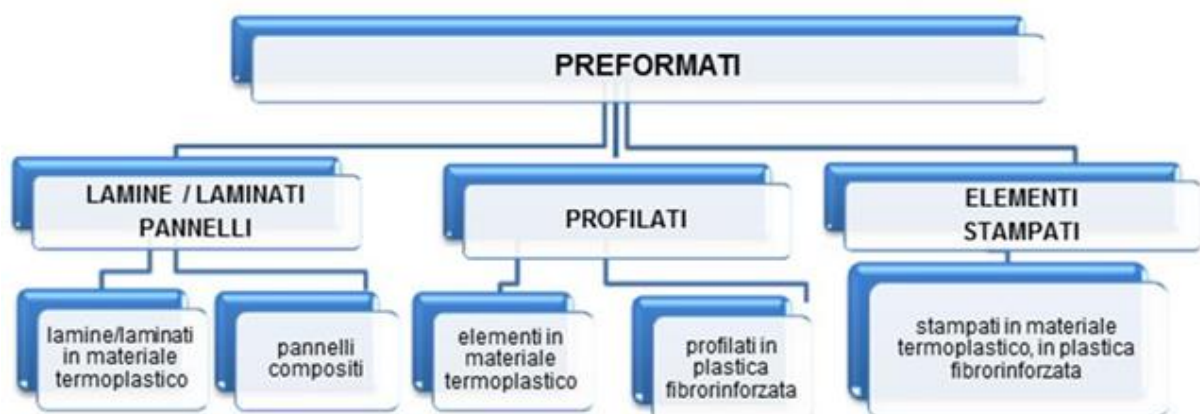 PREFORMATI
LAMINE / LAMINATI
PANNELLI
PROFILATI
ELEMENTI
STAMPATI
lamine/laminati
in materiale
termoplastico
pannelli
compositi
elementi in
materiale
termoplastico
profilati in
plastica
fibrorinforzata
stampati in materiale
termoplastico, in plastica
fibrorinforzata